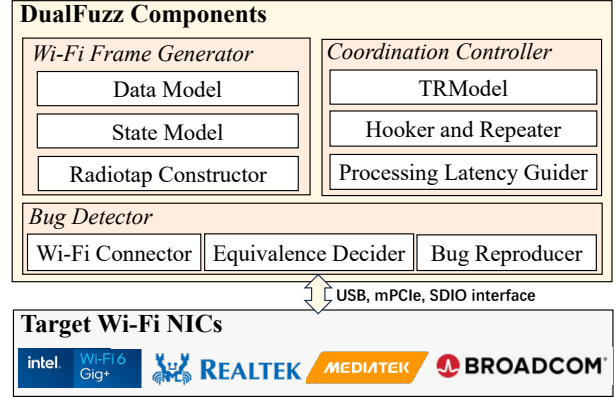 DualFuzz Components
Wi-Fi Frame Generator
Data Model
State Model
Radiotap Constructor
Coordination Controller
TRModel
Hooker and Repeater
Processing Latency Guider
Bug Detector
Wi-Fi Connector
Equivalence Decider
Bug Reproducer
USB, mPCIe, SDIO interface
Target Wi-Fi NICs
intel.
Wi-Fi 6
Gig+
REALTEK
MEDIATEK
BROADCOM